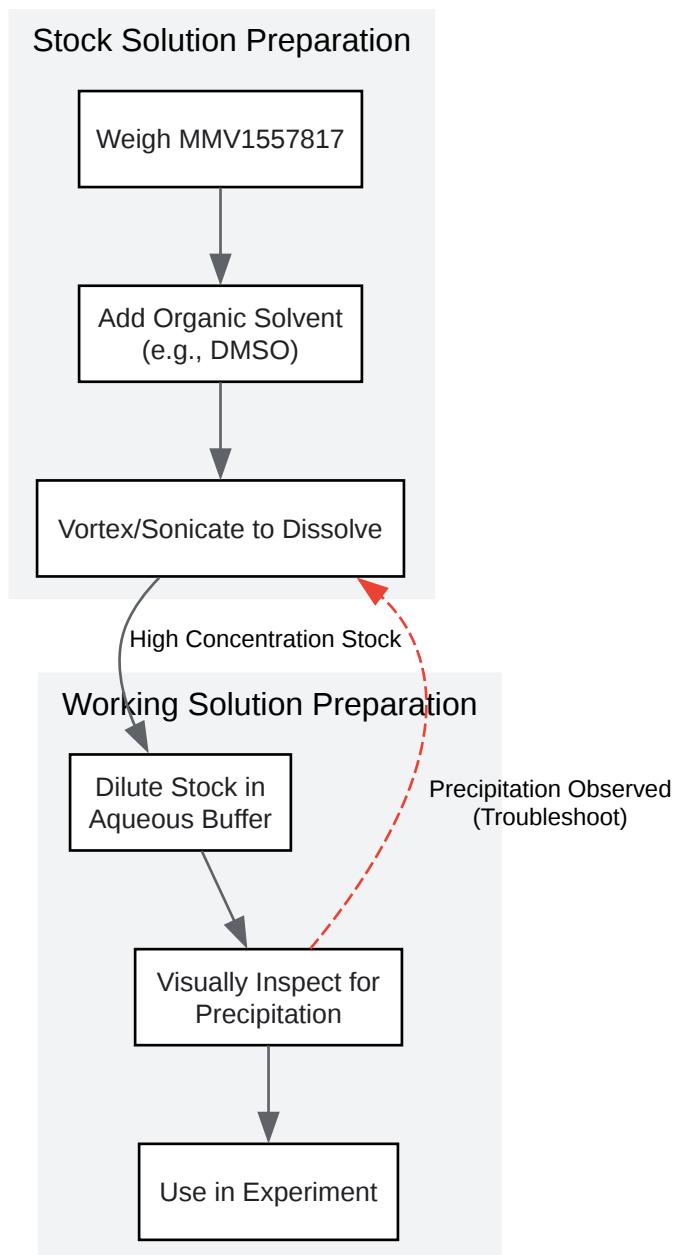 Stock Solution Preparation
Weigh MMV1557817
Add Organic Solvent
(e.g., DMSO)
Vortex/Sonicate to Dissolve
High Concentration Stock
Working Solution Preparation
Dilute Stock in
Aqueous Buffer
Precipitation Observed
(Troubleshoot)
Visually Inspect for
Precipitation
Use in Experiment